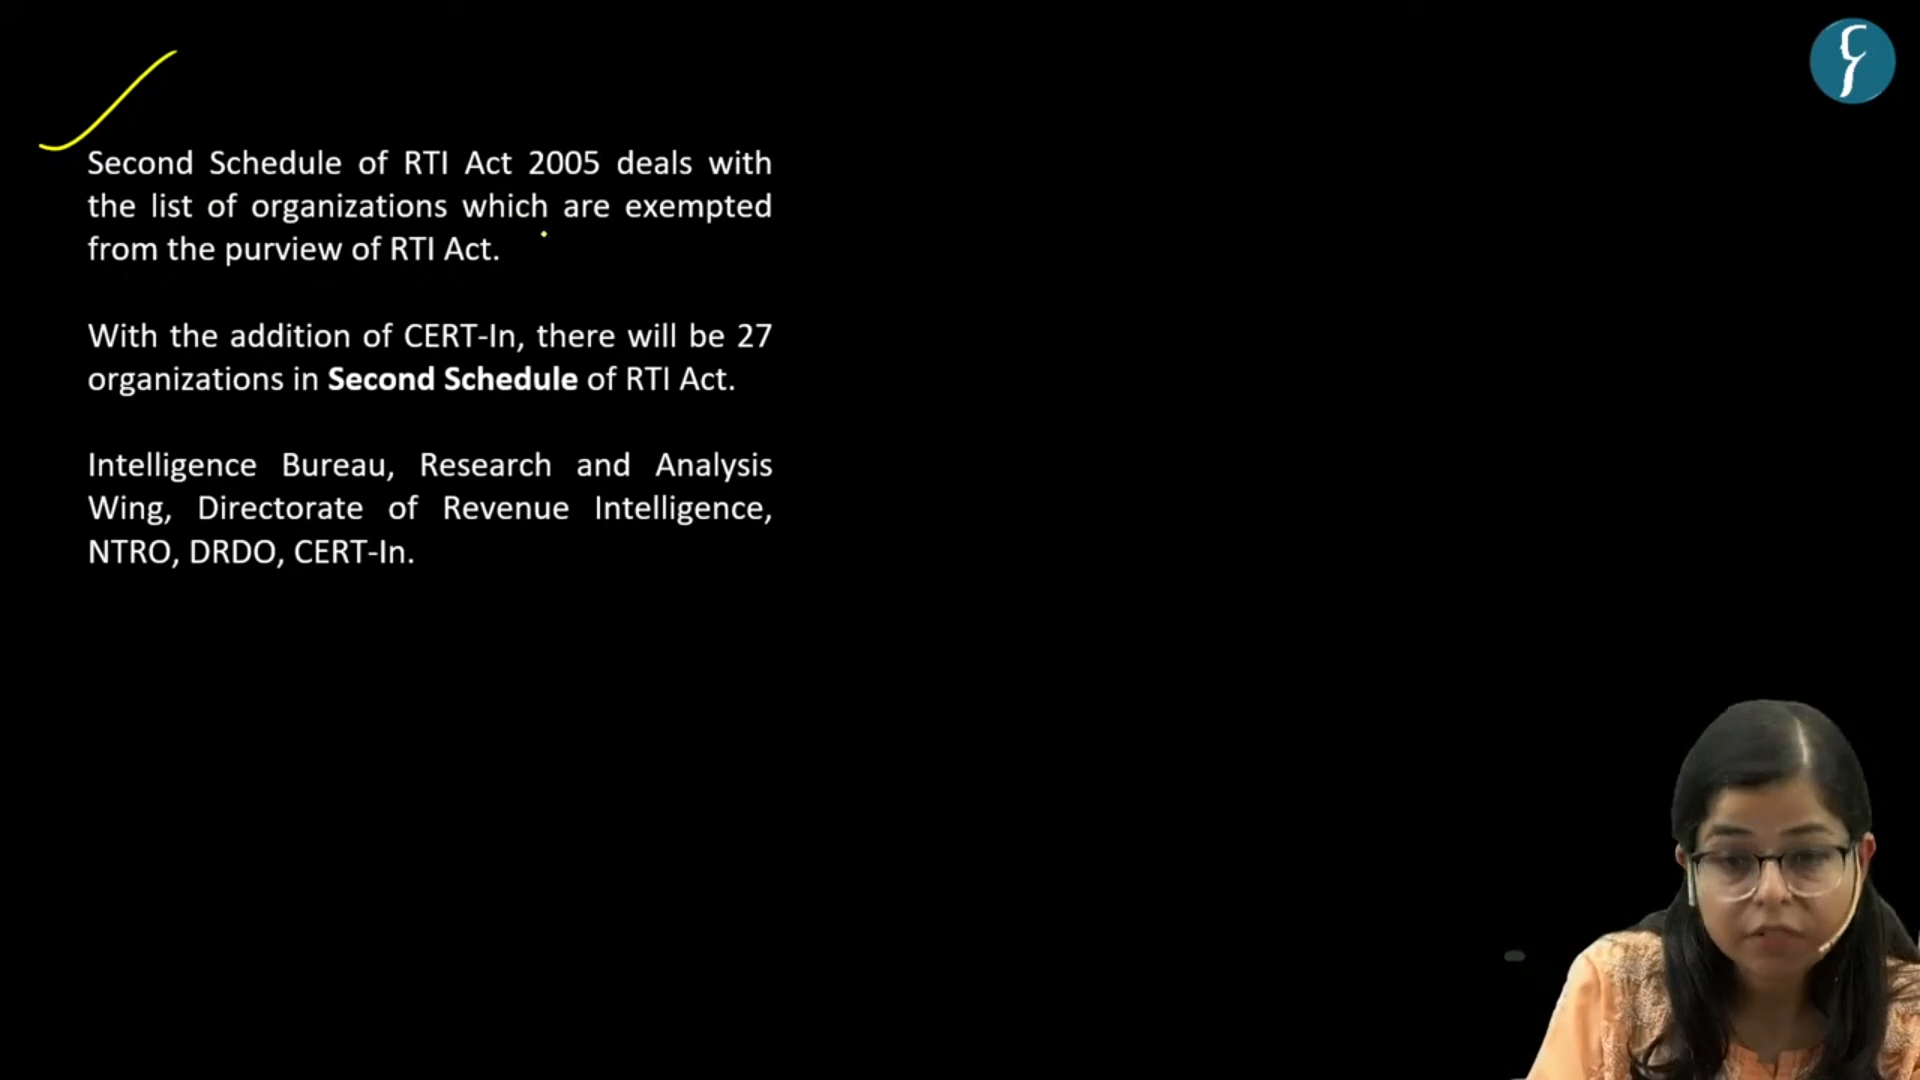 Second Schedule of RTI Act 2005 deals with
the list of organizations which are exempted
from the purview of RTI Act.
With the addition of CERT-In, there will be 27
organizations in Second Schedule of RTI Act.
Intelligence Bureau, Research and Analysis
Wing, Directorate of Revenue Intelligence,
NTRO, DRDO, CERT-In.